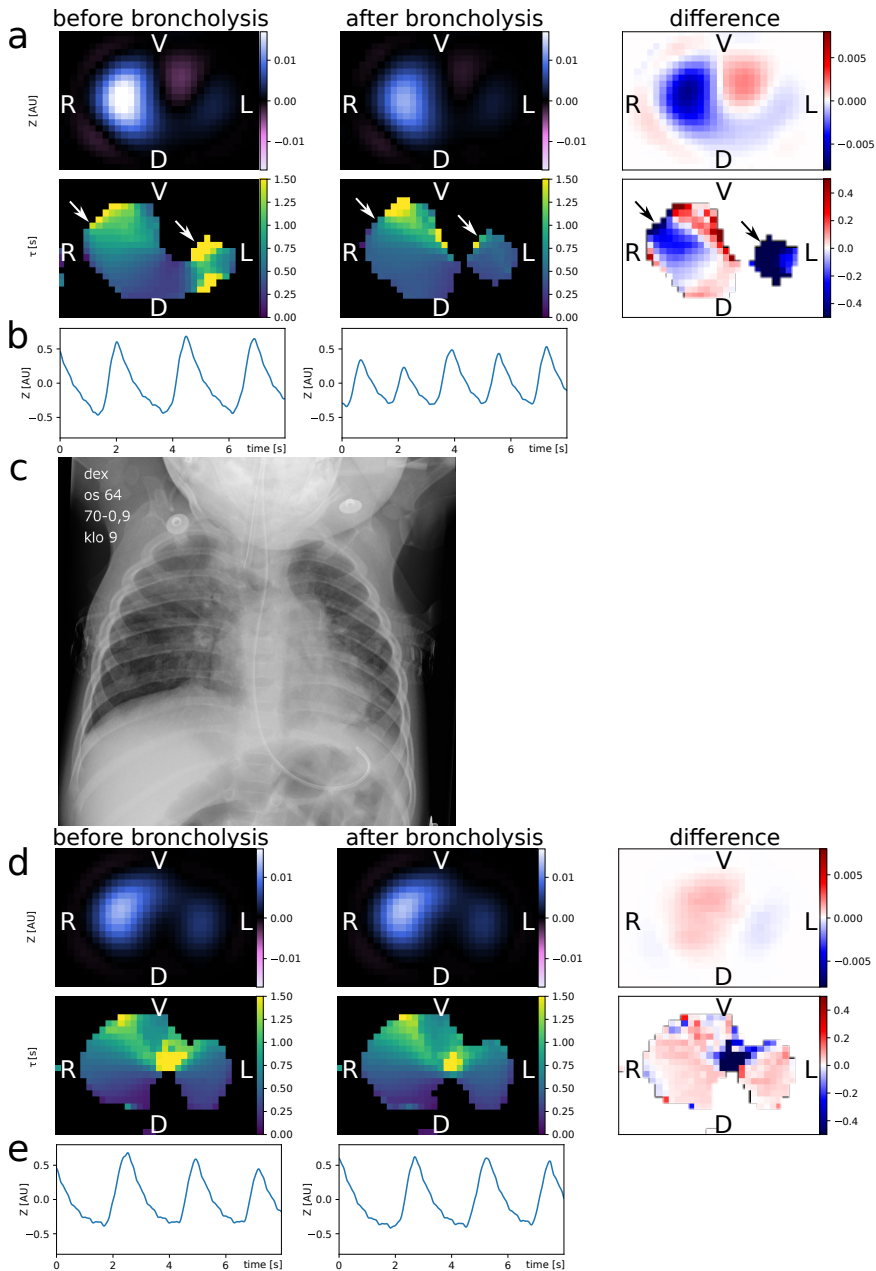 before broncholysis after broncholysis difference
a
V V V
R L R L R L
D D D
Z [AU]
0.01 0.00 −0.01
0.01 0.00 −0.01
0.005 0.000 −0.005
V V V
R L R L R L
D D D
τ [s]
1.50 1.25 1.00 0.75 0.50 0.25 0.00
1.50 1.25 1.00 0.75 0.50 0.25 0.00
0.4 0.2 0.0 −0.2 −0.4
b
Z [AU] 0.5 0.0 −0.5
0 2 4 6 time [s]
Z [AU] 0.5 0.0 −0.5
0 2 4 6 time [s]
c
dex
os 64
70-0,9
klo 9
before broncholysis after broncholysis difference
d
V V V
R L R L R L
D D D
Z [AU]
0.01 0.00 −0.01
0.01 0.00 −0.01
0.005 0.000 −0.005
V V V
R L R L R L
D D D
τ[s]
1.50 1.25 1.00 0.75 0.50 0.25 0.00
1.50 1.25 1.00 0.75 0.50 0.25 0.00
0.4 0.2 0.0 −0.2 −0.4
e
Z [AU] 0.5 0.0 −0.5
0 2 4 6 time [s]
Z [AU] 0.5 0.0 −0.5
0 2 4 6 time [s]